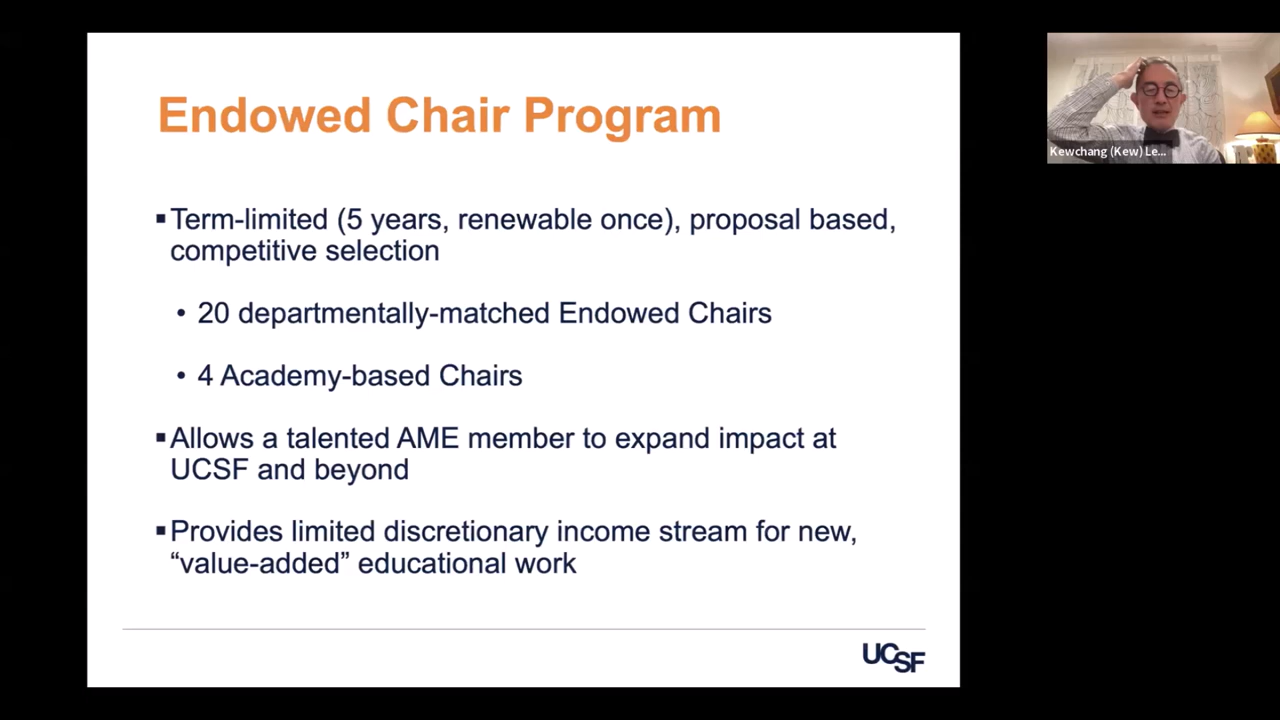 Endowed Chair Program
▪Term-limited (5 years, renewable once), proposal based,
competitive selection
• 20 departmentally-matched Endowed Chairs
• 4 Academy-based Chairs
▪Allows a talented AME member to expand impact at
UCSF and beyond
▪Provides limited discretionary income stream for new,
“value-added” educational work
UCSF
Kewchang (Kew) Le...